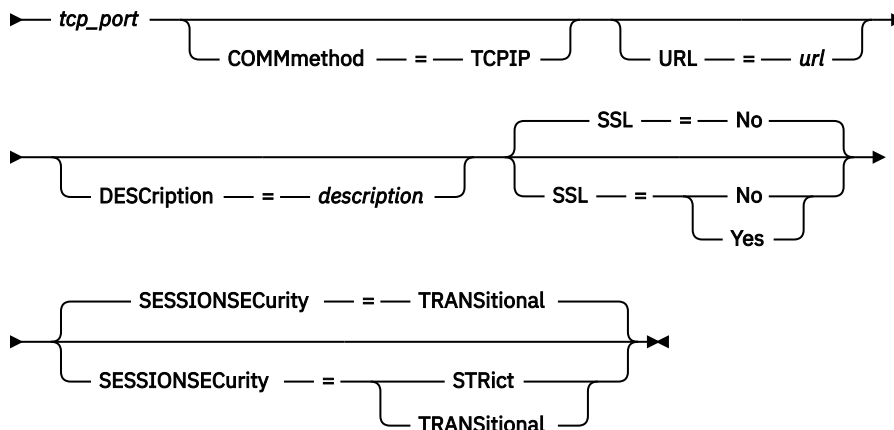 tcp_port
COMMmethod = TCPIP URL = url
SSL = No
DESCription = description SSL = No
Yes
SESSIONSECurity = TRANSitional
SESSIONSECurity = STRict
TRANSitional